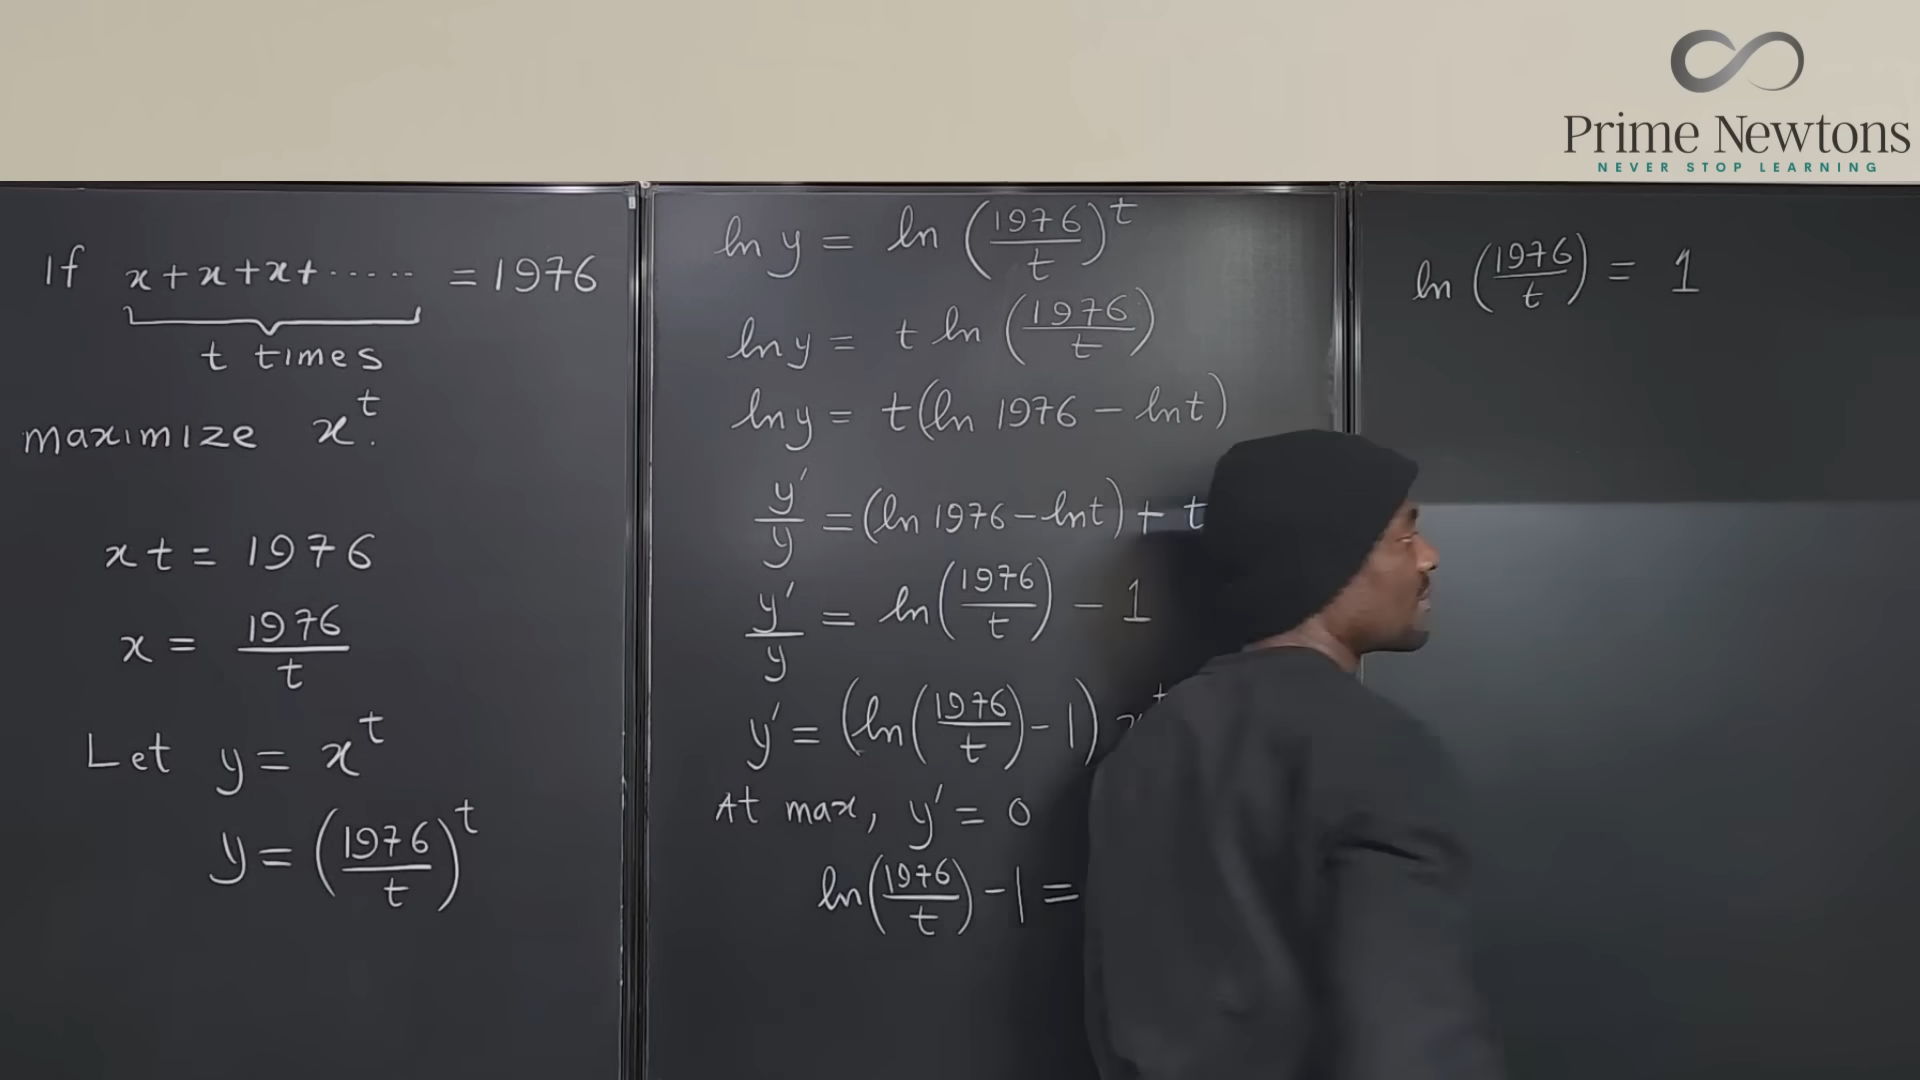 Prime Newtons
NEVER STOP LEARNING
If x + x + x + ...... = 1976
t times
maximize x^t.
xt = 1976
x = 1976/t
Let y = x^t
y = (1976/t)^t
ln y = ln (1976/t)^t
ln y = t ln (1976/t)
ln y = t(ln 1976 − ln t)
y'/y = (ln 1976 − ln t) + t
y'/y = ln(1976/t) − 1
y' = (ln(1976/t) − 1) x^t
At max, y' = 0
ln(1976/t) − 1 =
ln (1976/t) = 1